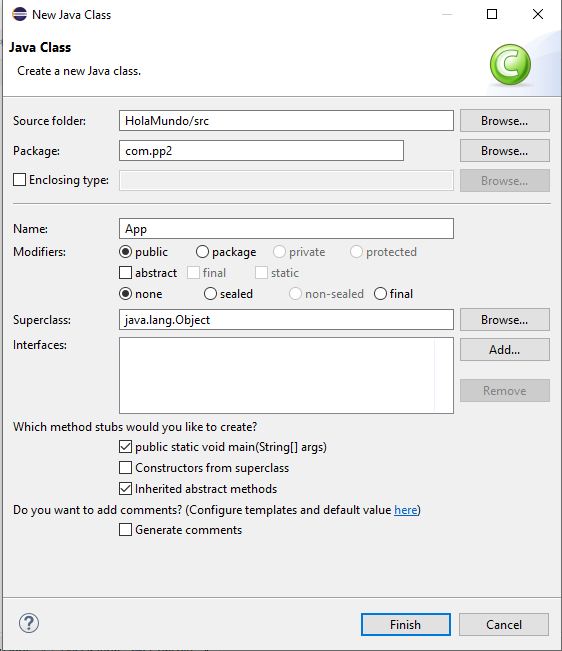 New Java Class
Java Class
Create a new Java class.
Source folder: HolaMundo/src Browse...
Package: com.pp2 Browse...
Enclosing type: Browse...
Name: App
Modifiers: public package private protected
abstract final static
none sealed non-sealed final
Superclass: java.lang.Object Browse...
Interfaces: Add...
Remove
Which method stubs would you like to create?
public static void main(String[] args)
Constructors from superclass
Inherited abstract methods
Do you want to add comments? (Configure templates and default value here)
Generate comments
? Finish Cancel